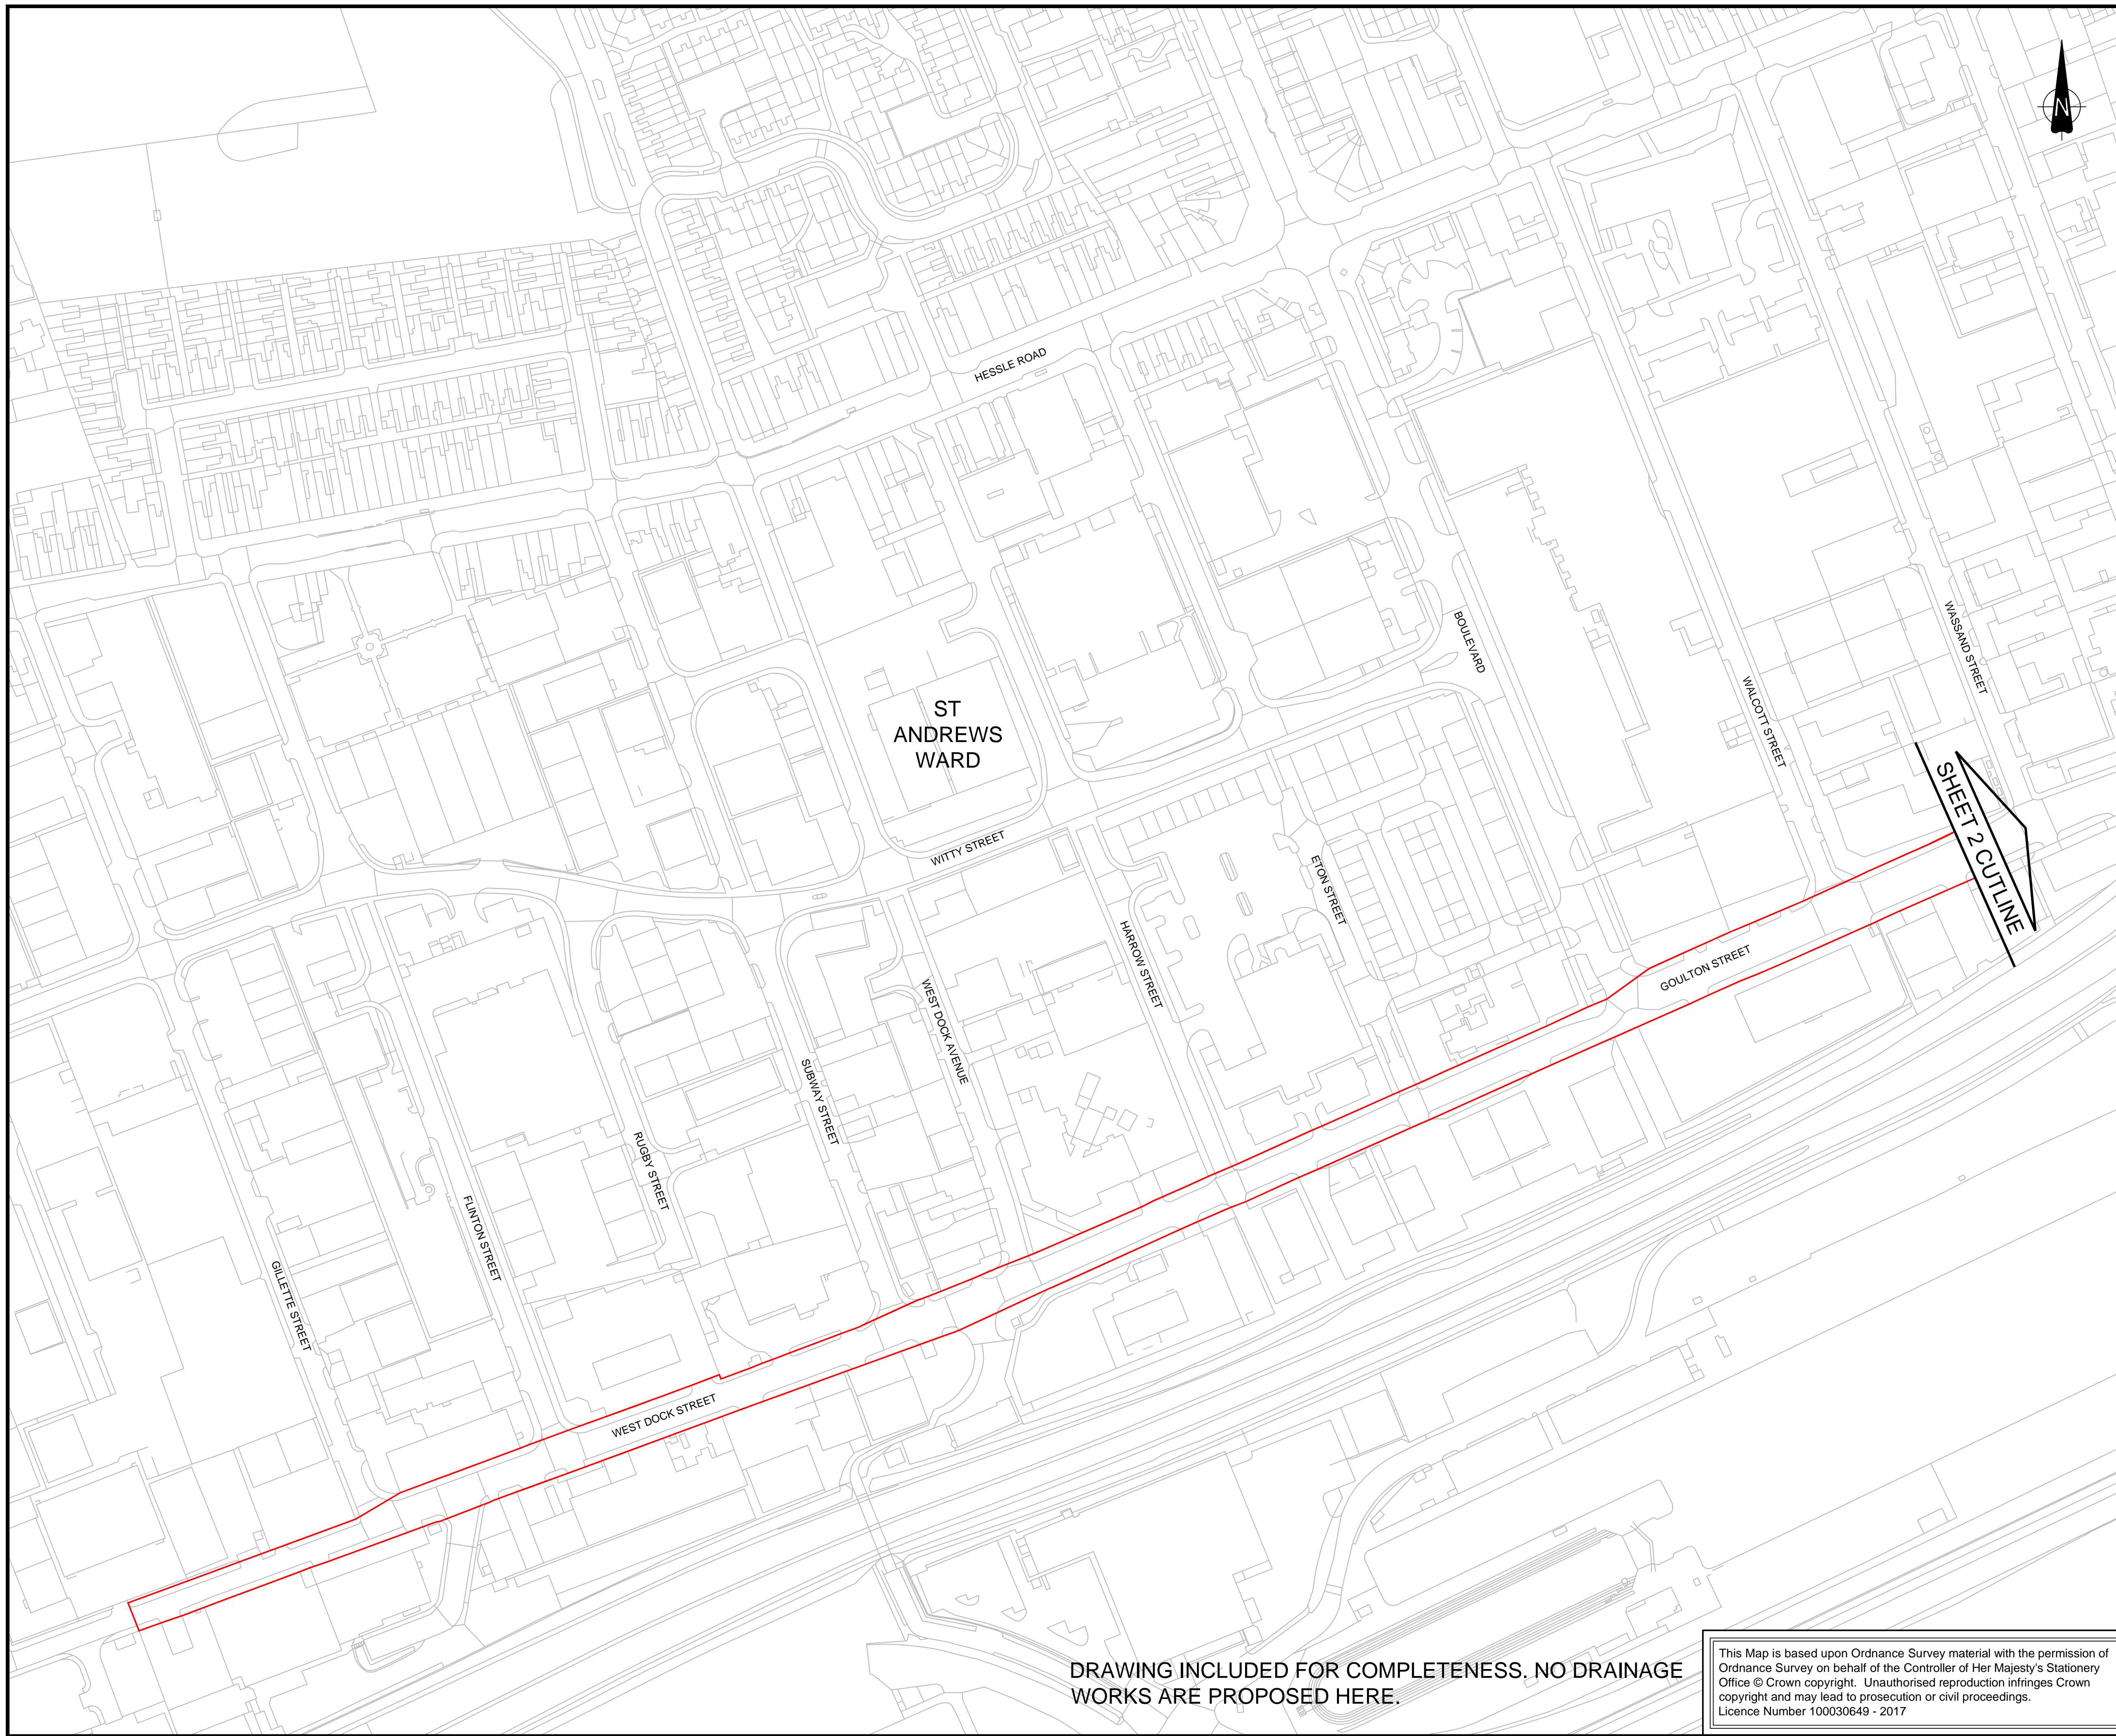 N
HESSLE ROAD
BOULEVARD
WASSAND STREET
WALCOTT STREET
ST
ANDREWS
WARD
SHEET 2 CUTLINE
WITTY STREET
ETON STREET
HARROW STREET
GOULTON STREET
WEST DOCK AVENUE
SUBWAY STREET
RUGBY STREET
FLINTON STREET
GILLETTE STREET
WEST DOCK STREET
DRAWING INCLUDED FOR COMPLETENESS. NO DRAINAGE
WORKS ARE PROPOSED HERE.
This Map is based upon Ordnance Survey material with the permission of
Ordnance Survey on behalf of the Controller of Her Majesty's Stationery
Office © Crown copyright. Unauthorised reproduction infringes Crown
copyright and may lead to prosecution or civil proceedings.
Licence Number 100030649 - 2017